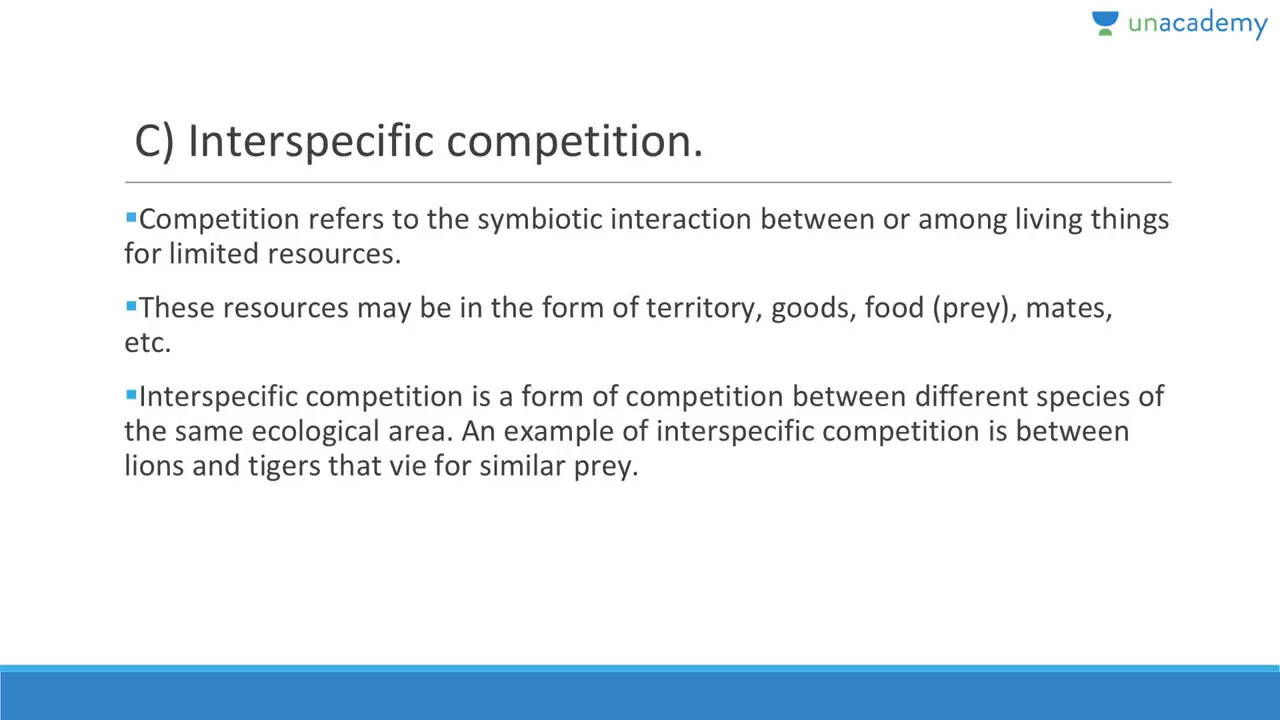 unacademy
C) Interspecific competition.
▪Competition refers to the symbiotic interaction between or among living things
for limited resources.
▪These resources may be in the form of territory, goods, food (prey), mates,
etc.
▪Interspecific competition is a form of competition between different species of
the same ecological area. An example of interspecific competition is between
lions and tigers that vie for similar prey.